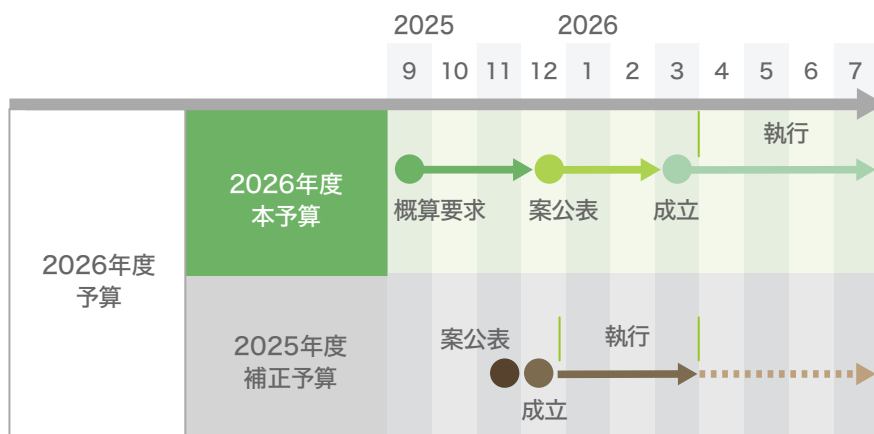 2025 2026
9 10 11 12 1 2 3 4 5 6 7
執行
2026年度
本予算
概算要求 案公表 成立
2026年度
予算
2025年度
補正予算
案公表 執行
成立